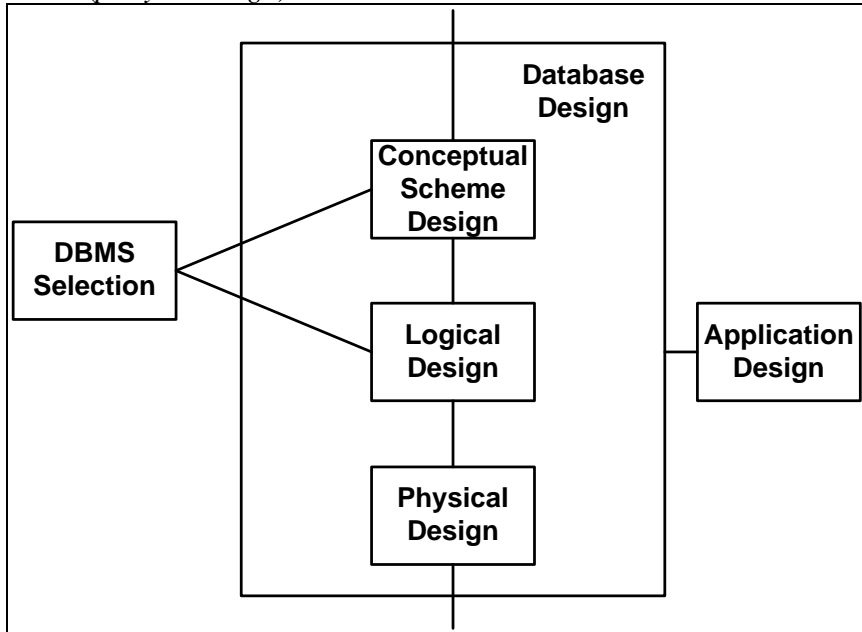 Database
Design
Conceptual
Scheme
Design
DBMS
Selection
Logical
Design
Application
Design
Physical
Design